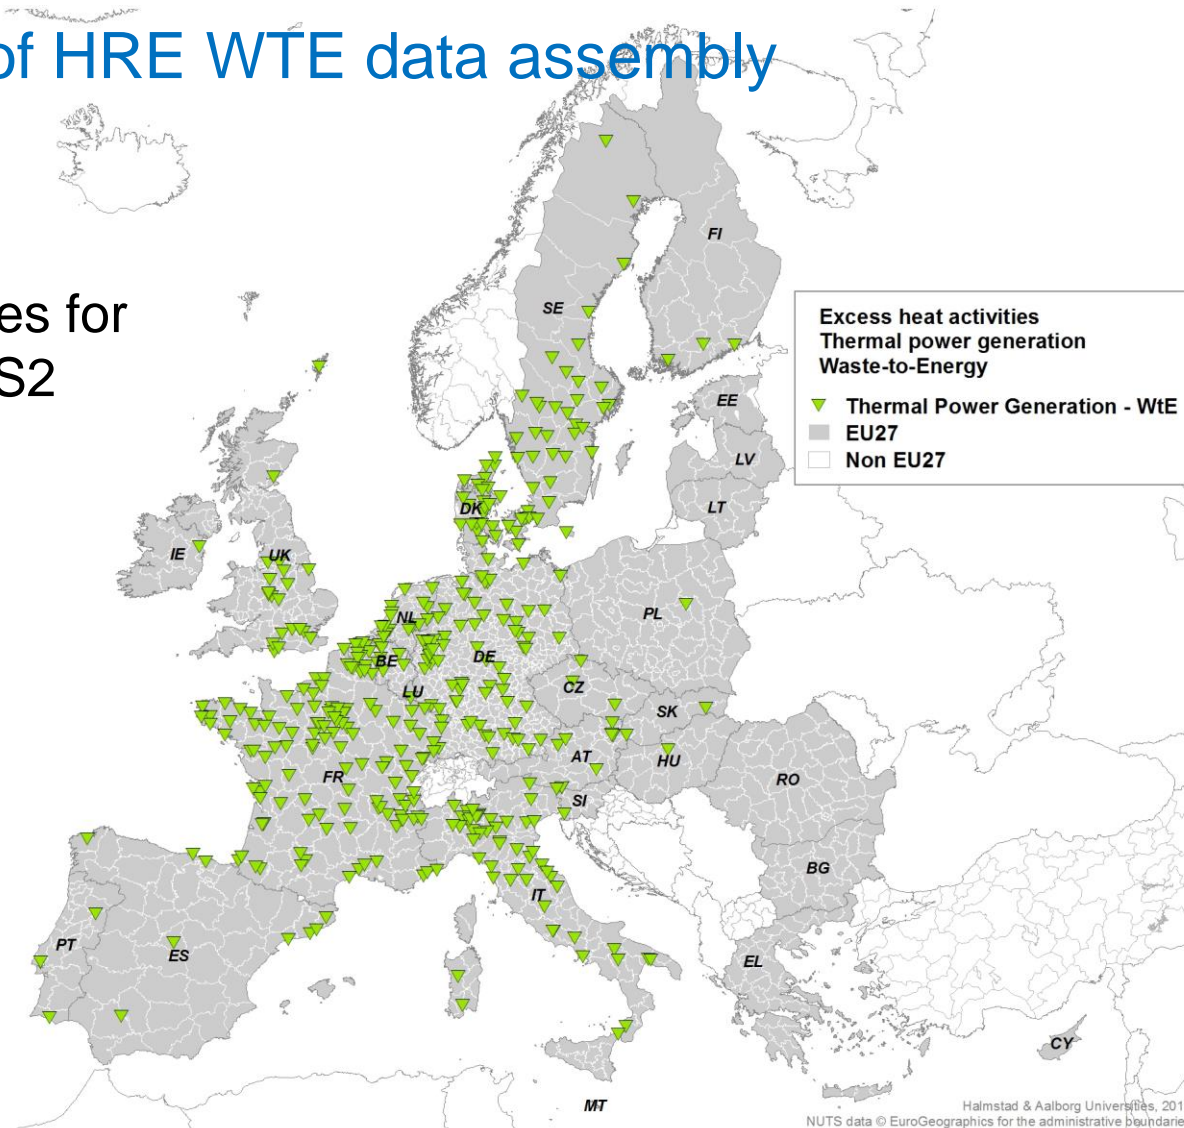 of HRE WTE data assembly
es for
S2
FI
SE
Excess heat activities
Thermal power generation
Waste-to-Energy
Thermal Power Generation - WtE
EU27
Non EU27
EE
LV
LT
DK
IE
UK
NL
PL
BE
DE
LU
CZ
SK
AT
HU
FR
RO
SI
BG
IT
PT
ES
EL
CY
MT
Halmstad & Aalborg Universities, 201
NUTS data © EuroGeographics for the administrative boundarie